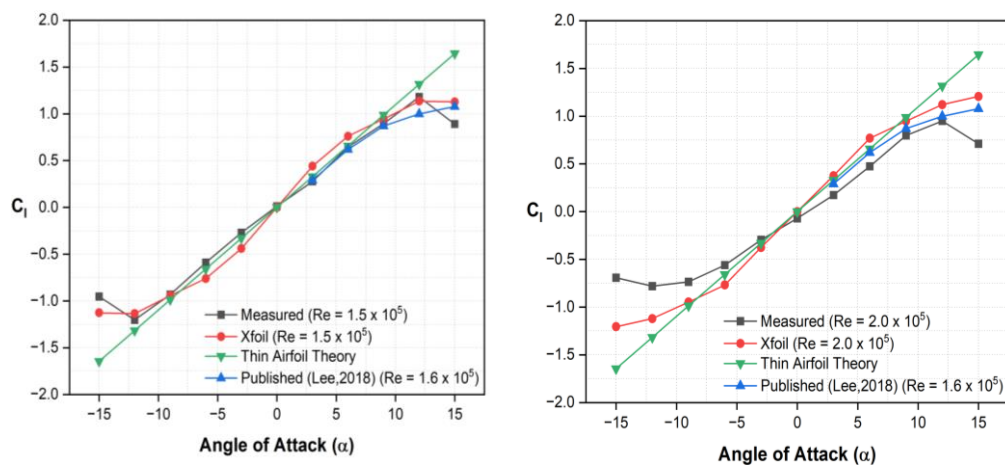 2.0
1.5
1.0
0.5
0.0
−0.5
−1.0
−1.5
−2.0
Cl
Measured (Re = 1.5 x 10⁵)
Xfoil (Re = 1.5 x 10⁵)
Thin Airfoil Theory
Published (Lee,2018) (Re = 1.6 x 10⁵)
−15 −10 −5 0 5 10 15
Angle of Attack (α)
2.0
1.5
1.0
0.5
0.0
−0.5
−1.0
−1.5
−2.0
Cl
Measured (Re = 2.0 x 10⁵)
Xfoil (Re = 2.0 x 10⁵)
Thin Airfoil Theory
Published (Lee,2018) (Re = 1.6 x 10⁵)
−15 −10 −5 0 5 10 15
Angle of Attack (α)